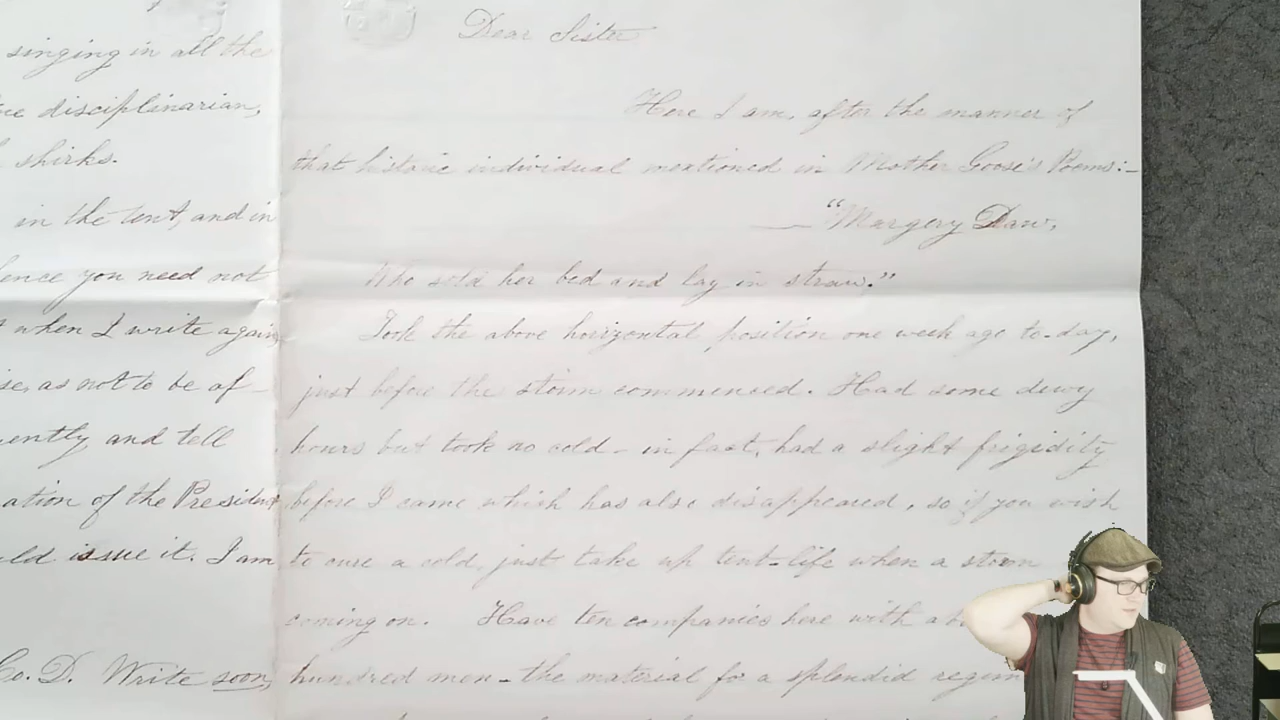 singing in all the
disciplinarian,
shirks.
in the tent, and in
you need not
when I write again
as not to be af-
and tell
ation of the President
issue it. I am
Co. D. Write soon,
Dear Sister
Here I am, after the manner of
that historic individual mentioned in Mother Goose's Poems:-
"Margery Daw,
Who sold her bed and lay in straw."
Took the above horizontal position one week ago to-day,
just before the storm commenced. Had some dewy
hours but took no cold - in fact, had a slight frigidity
before I came which has also disappeared, so if you wish
to cure a cold, just take up tent-life when a storm
coming on. Have ten companies here with
hundred men - the material for a splendid regim